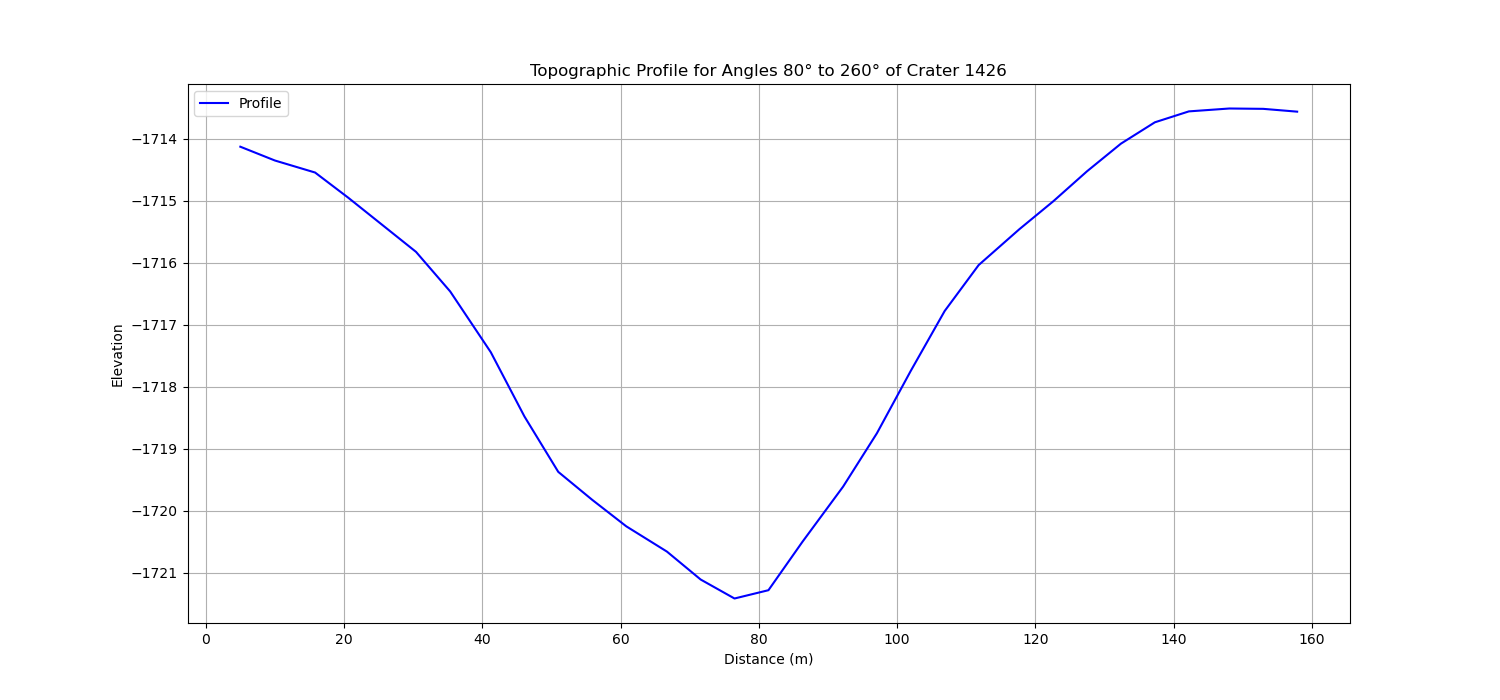 Topographic Profile for Angles 80° to 260° of Crater 1426
Profile
−1714
−1715
−1716
−1717
−1718
−1719
−1720
−1721
Elevation
0 20 40 60 80 100 120 140 160
Distance (m)